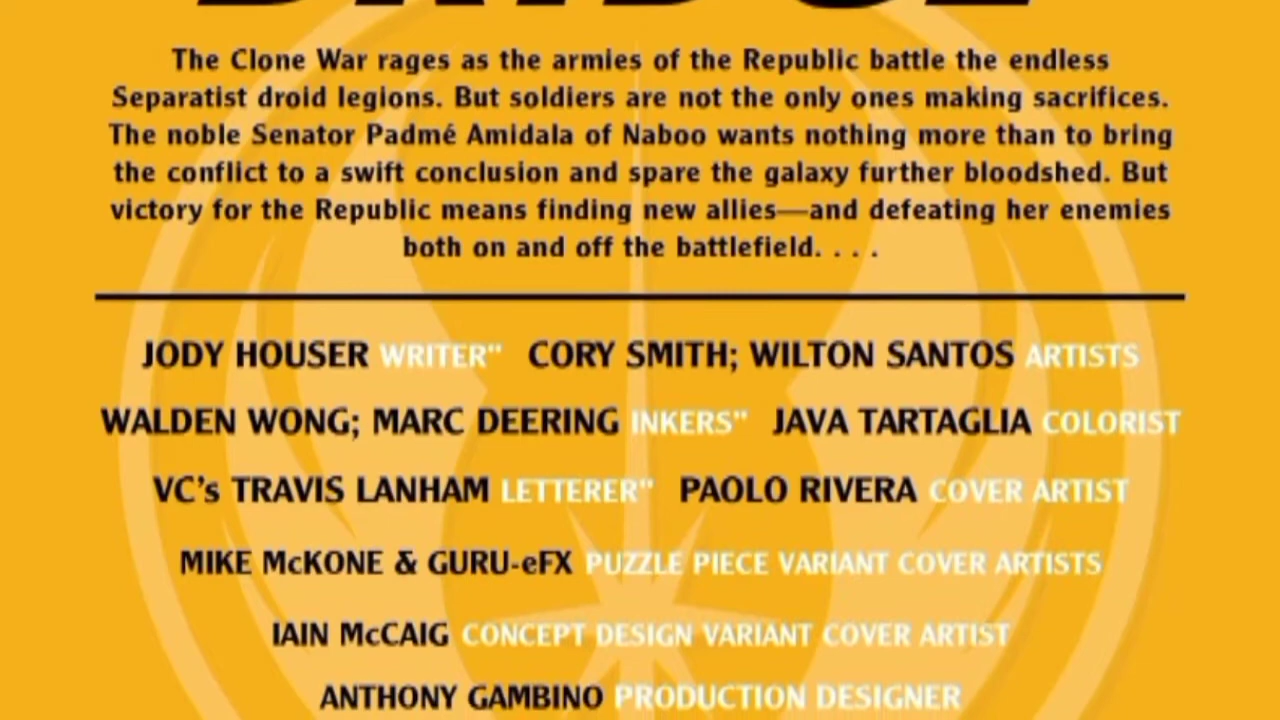 The Clone War rages as the armies of the Republic battle the endless
Separatist droid legions. But soldiers are not the only ones making sacrifices.
The noble Senator Padmé Amidala of Naboo wants nothing more than to bring
the conflict to a swift conclusion and spare the galaxy further bloodshed. But
victory for the Republic means finding new allies—and defeating her enemies
both on and off the battlefield. . . .
JODY HOUSER WRITER" CORY SMITH; WILTON SANTOS ARTISTS
WALDEN WONG; MARC DEERING INKERS" JAVA TARTAGLIA COLORIST
VC's TRAVIS LANHAM LETTERER" PAOLO RIVERA COVER ARTIST
MIKE McKONE & GURU-eFX PUZZLE PIECE VARIANT COVER ARTISTS
IAIN McCAIG CONCEPT DESIGN VARIANT COVER ARTIST
ANTHONY GAMBINO PRODUCTION DESIGNER